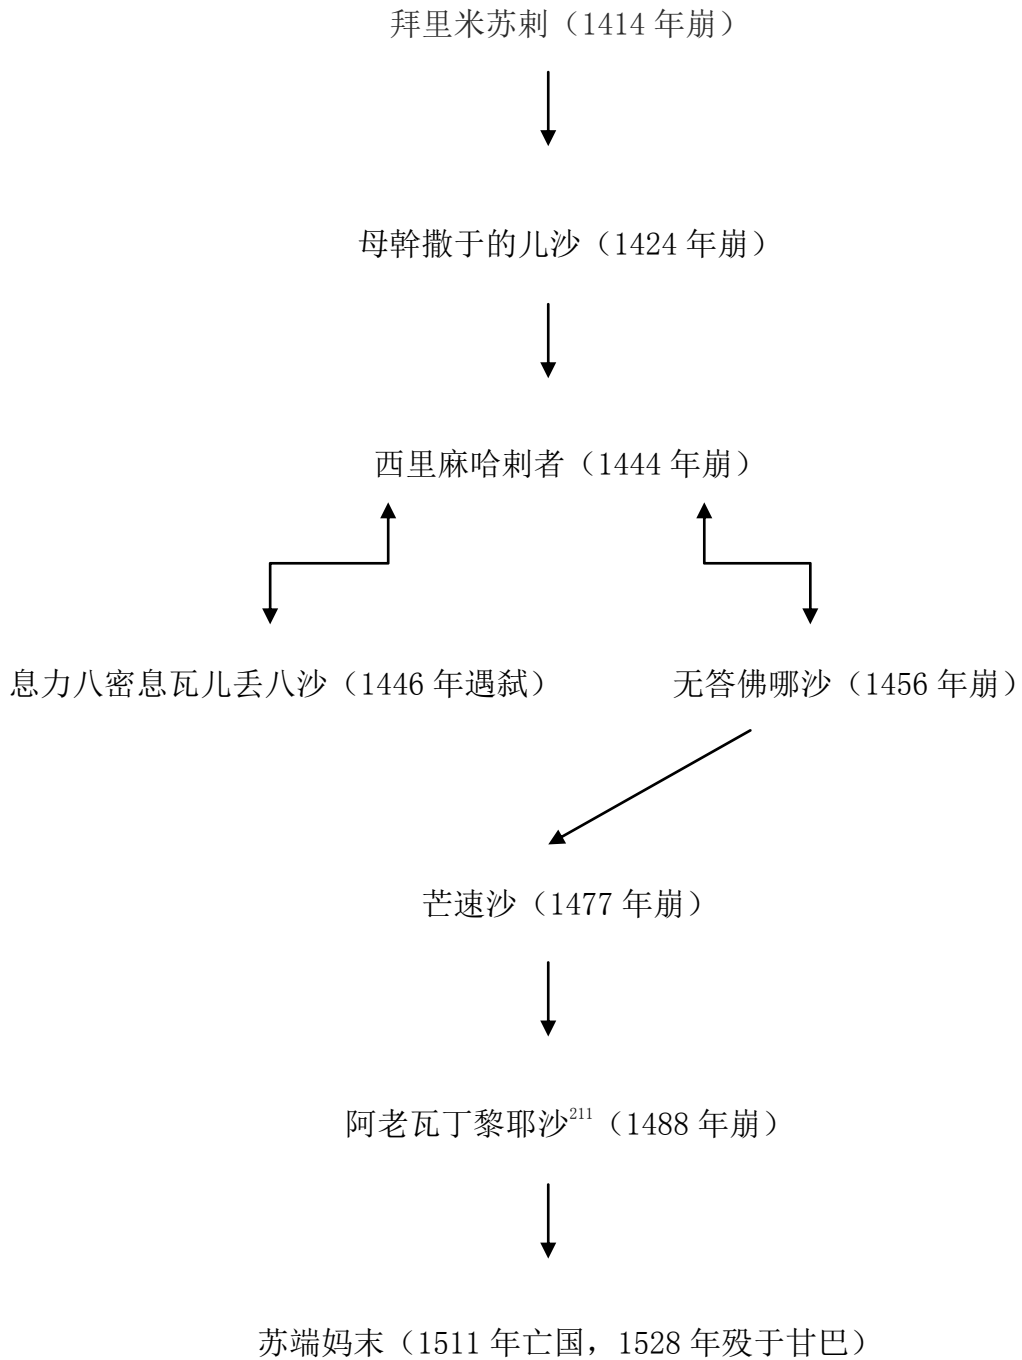 拜里米苏剌（1414 年崩）
母幹撒于的儿沙（1424 年崩）
西里麻哈剌者（1444 年崩）
息力八密息瓦儿丢八沙（1446 年遇弑）
无答佛哪沙（1456 年崩）
芒速沙（1477 年崩）
阿老瓦丁黎耶沙211（1488 年崩）
苏端妈末（1511 年亡国，1528 年殁于甘巴）